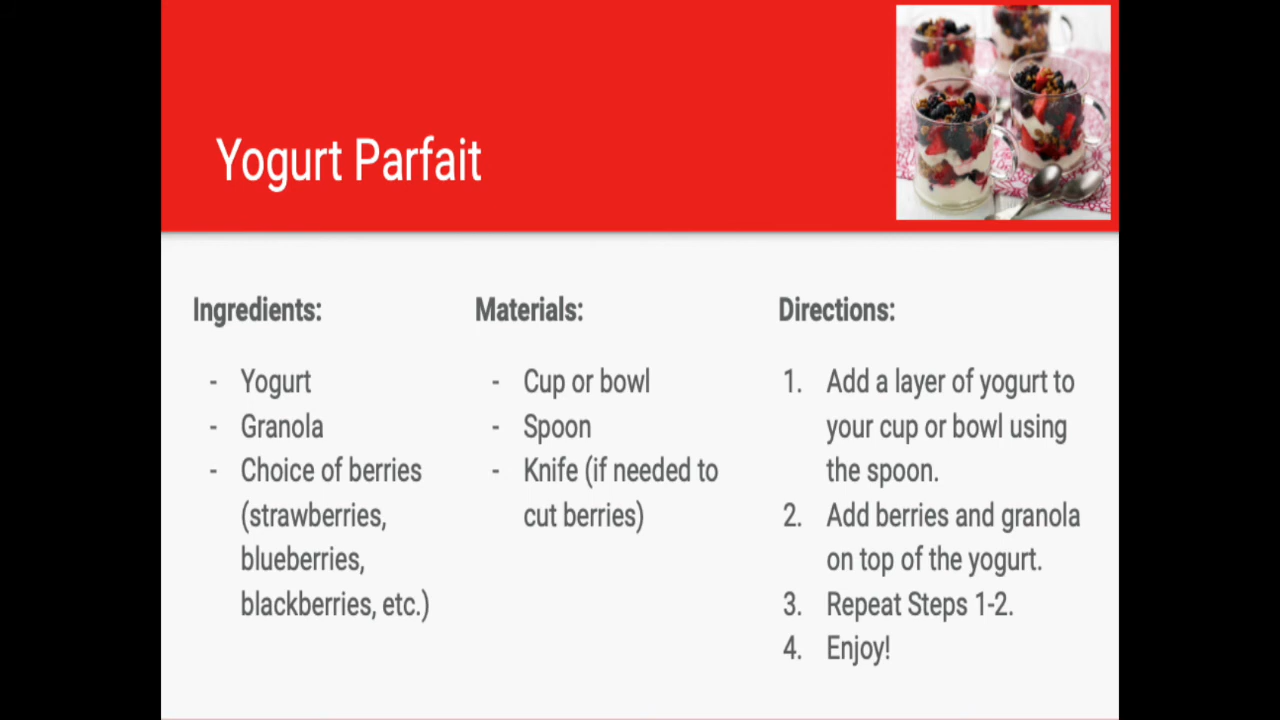 Yogurt Parfait
Ingredients:
- Yogurt
- Granola
- Choice of berries
(strawberries,
blueberries,
blackberries, etc.)
Materials:
- Cup or bowl
- Spoon
- Knife (if needed to
cut berries)
Directions:
1. Add a layer of yogurt to
your cup or bowl using
the spoon.
2. Add berries and granola
on top of the yogurt.
3. Repeat Steps 1-2.
4. Enjoy!